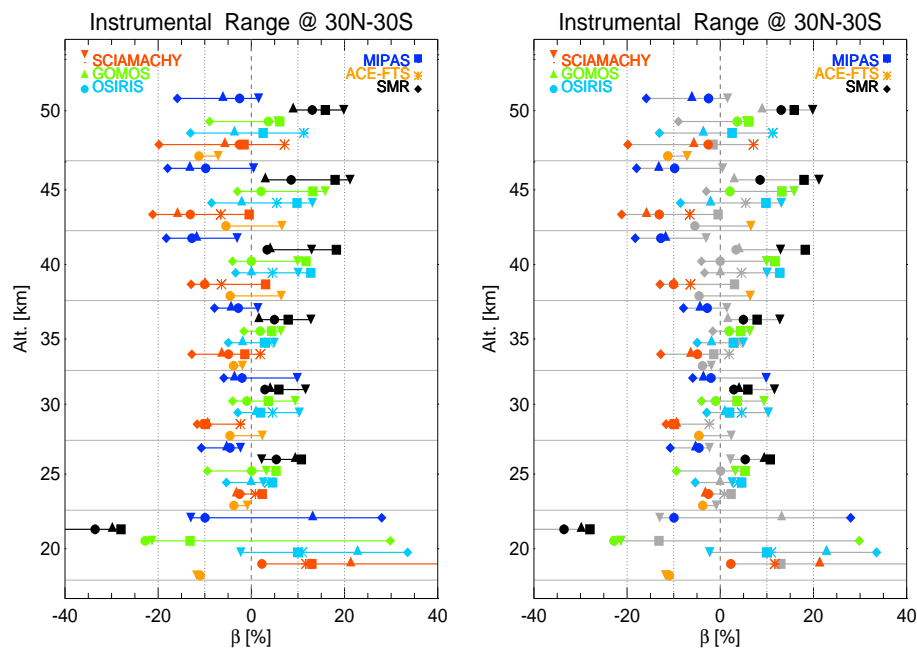 Instrumental Range @ 30N-30S
SCIAMACHY MIPAS
GOMOS ACE-FTS
OSIRIS SMR
Alt. [km]
50
45
40
35
30
25
20
-40 -20 0 20 40
β [%]
Instrumental Range @ 30N-30S
SCIAMACHY MIPAS
GOMOS ACE-FTS
OSIRIS SMR
Alt. [km]
50
45
40
35
30
25
20
-40 -20 0 20 40
β [%]